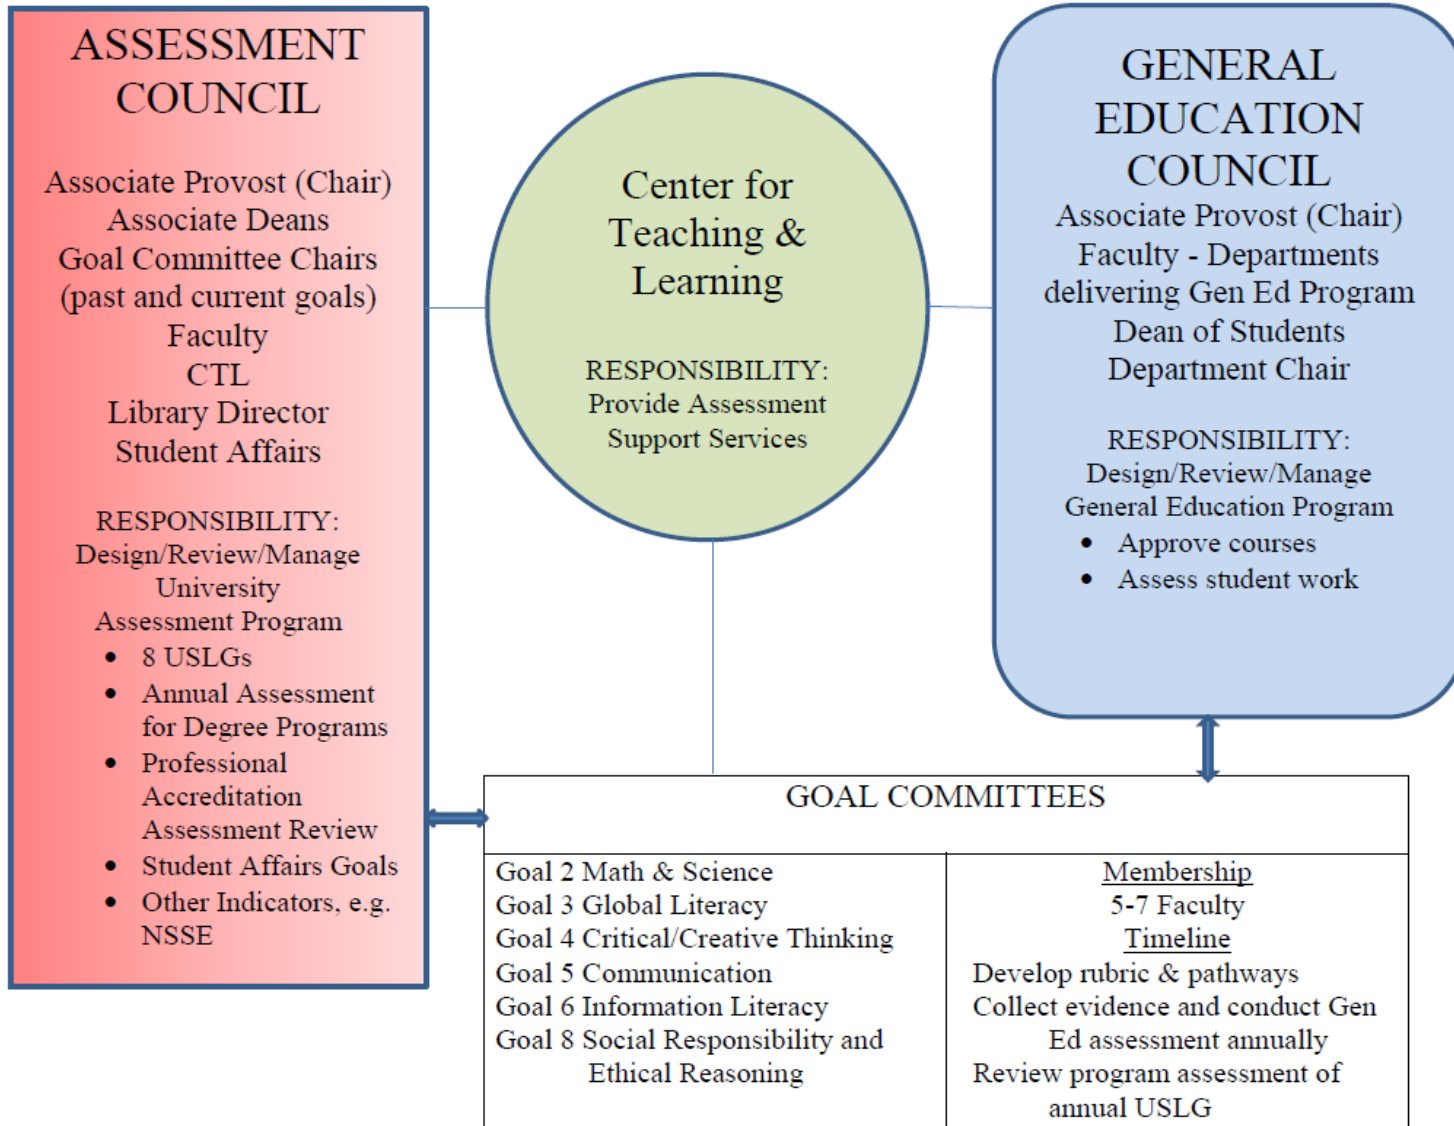 ASSESSMENT
COUNCIL
Associate Provost (Chair)
Associate Deans
Goal Committee Chairs
(past and current goals)
Faculty
CTL
Library Director
Student Affairs
RESPONSIBILITY:
Design/Review/Manage
University
Assessment Program
• 8 USLGs
• Annual Assessment
for Degree Programs
• Professional
Accreditation
Assessment Review
• Student Affairs Goals
• Other Indicators, e.g.
NSSE
Center for
Teaching &
Learning
RESPONSIBILITY:
Provide Assessment
Support Services
GENERAL
EDUCATION
COUNCIL
Associate Provost (Chair)
Faculty - Departments
delivering Gen Ed Program
Dean of Students
Department Chair
RESPONSIBILITY:
Design/Review/Manage
General Education Program
• Approve courses
• Assess student work
GOAL COMMITTEES
Goal 2 Math & Science
Goal 3 Global Literacy
Goal 4 Critical/Creative Thinking
Goal 5 Communication
Goal 6 Information Literacy
Goal 8 Social Responsibility and
Ethical Reasoning
Membership
5-7 Faculty
Timeline
Develop rubric & pathways
Collect evidence and conduct Gen
Ed assessment annually
Review program assessment of
annual USLG